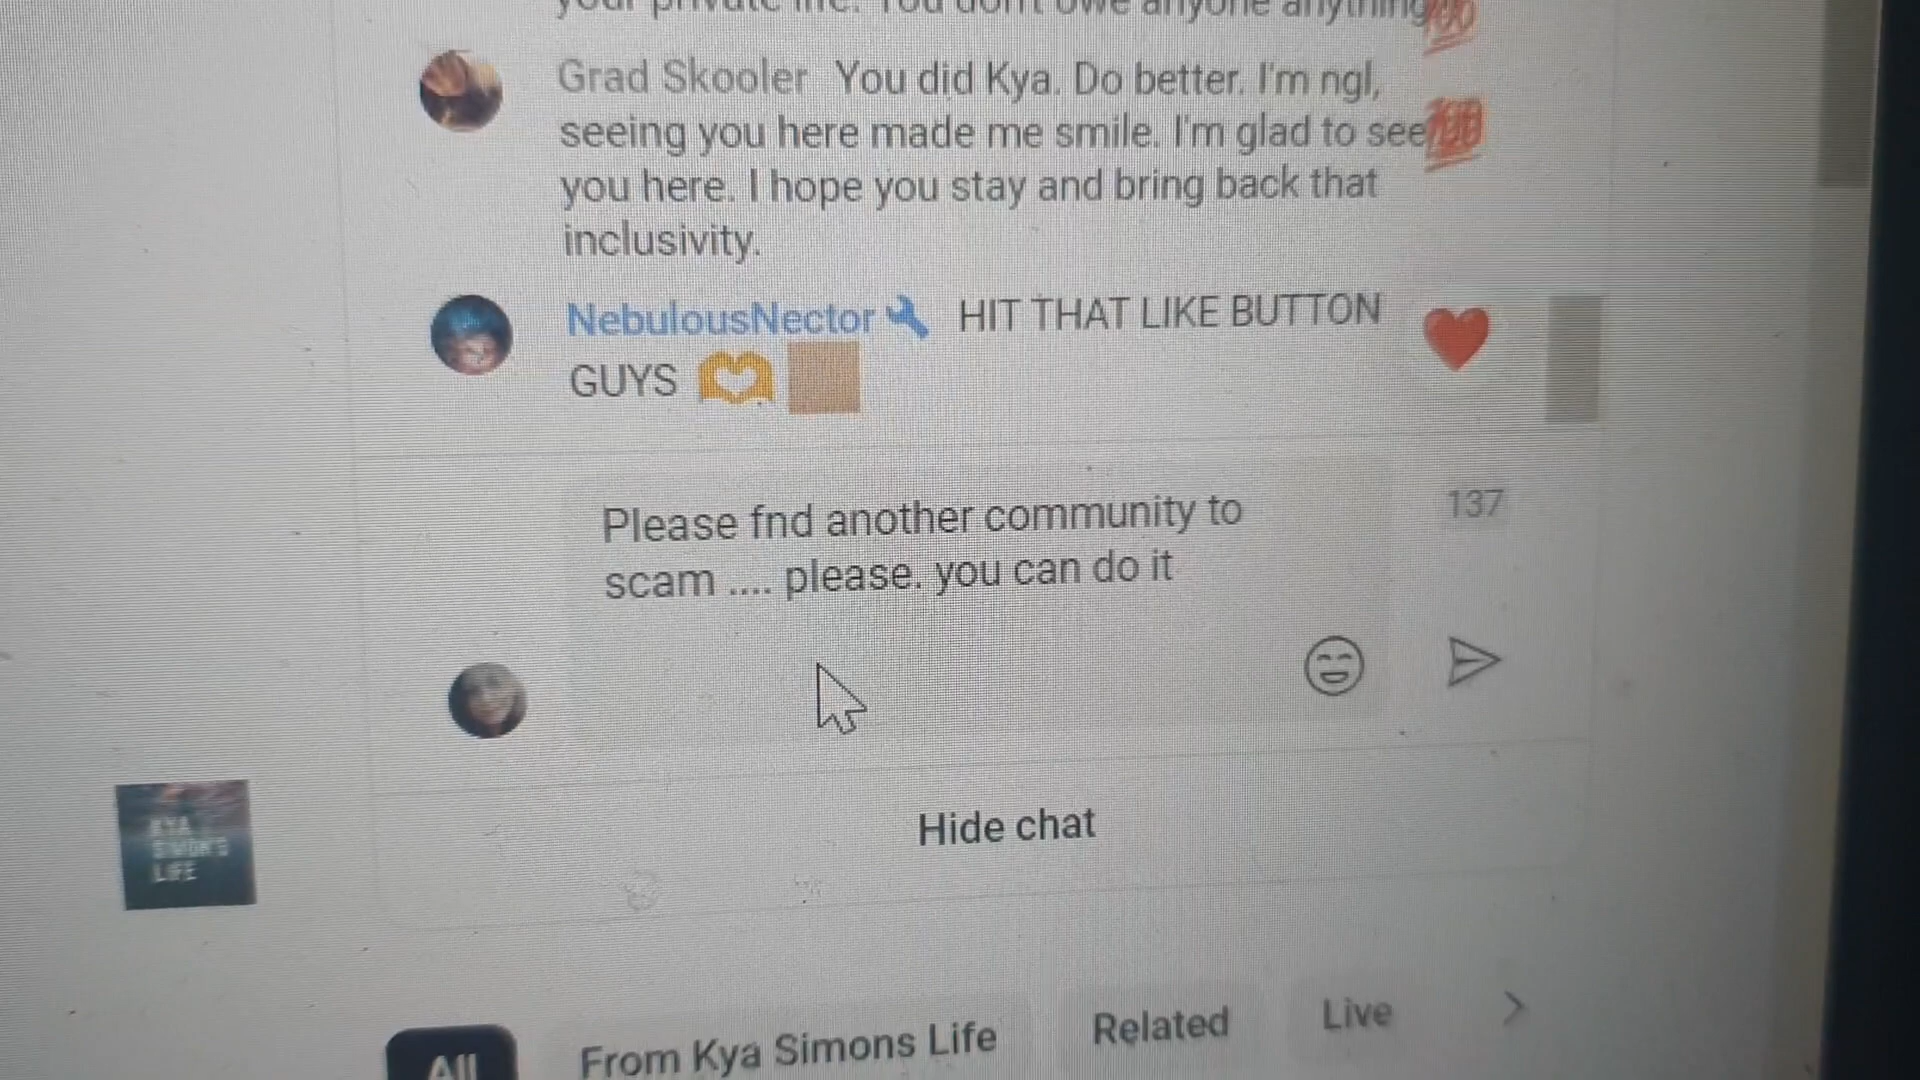 your private life. You don't owe anyone anything
Grad Skooler You did Kya. Do better. I'm ngl,
seeing you here made me smile. I'm glad to see
you here. I hope you stay and bring back that
inclusivity.
NebulousNector HIT THAT LIKE BUTTON
GUYS
Please fnd another community to
scam .... please. you can do it
137
KYA
SIMONS
LIFE
Hide chat
All
From Kya Simons Life
Related
Live